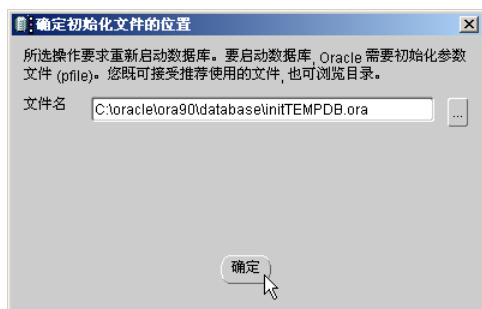 确定初始化文件的位置
所选操作要求重新启动数据库。要启动数据库, Oracle 需要初始化参数
文件 (pfile)。您既可接受推荐使用的文件, 也可浏览目录。
文件名 C:\oracle\ora90\database\initTEMPDB.ora ...
确定